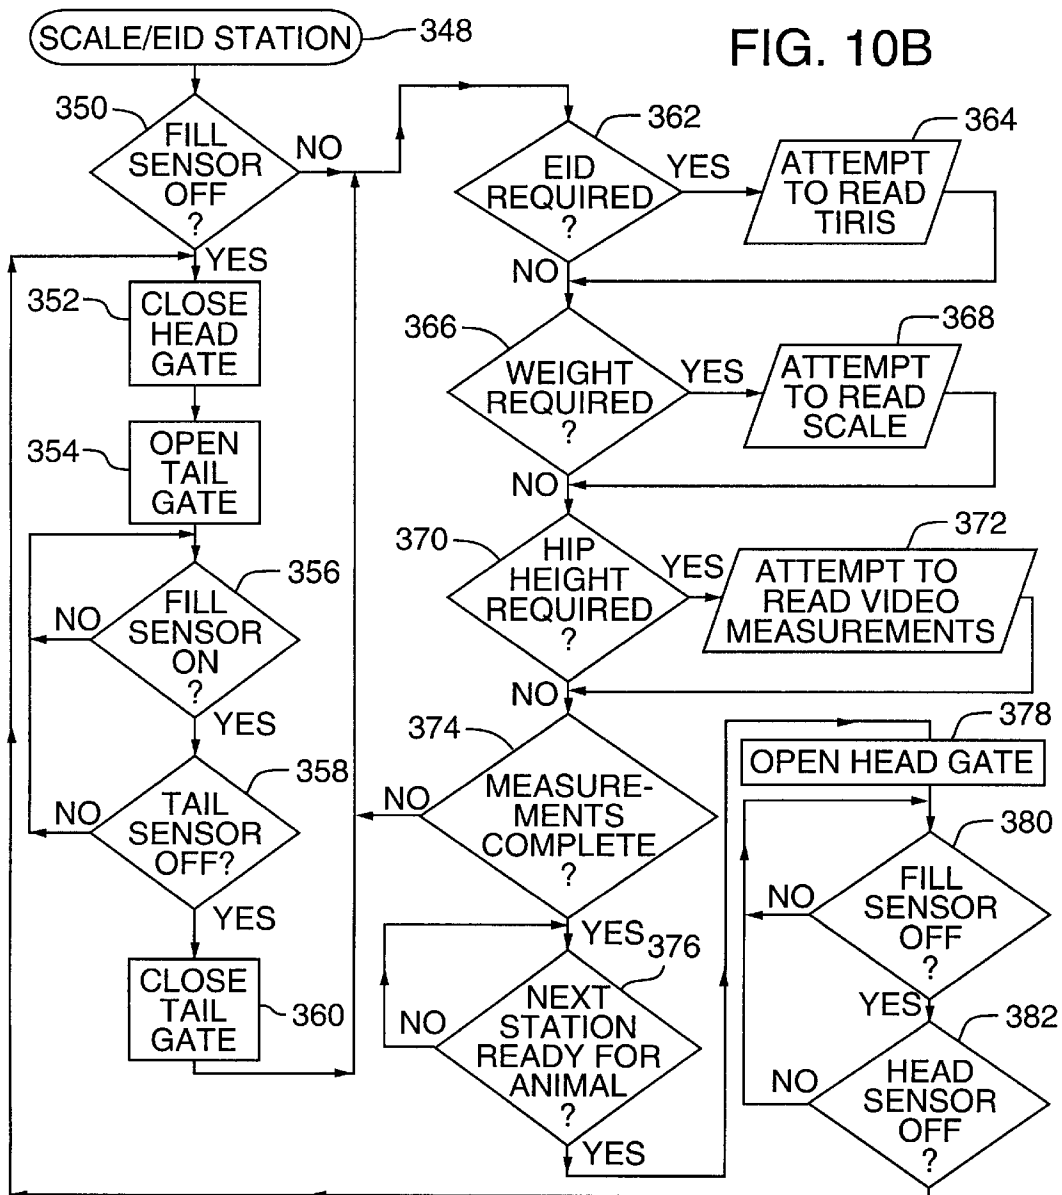 SCALE/EID STATION
348
FIG. 10B
350
FILL
SENSOR
OFF
?
NO
YES
352
CLOSE
HEAD
GATE
354
OPEN
TAIL
GATE
356
FILL
SENSOR
ON
?
NO
YES
358
TAIL
SENSOR
OFF?
NO
YES
CLOSE
TAIL
GATE
360
362
EID
REQUIRED
?
YES
NO
364
ATTEMPT
TO READ
TIRIS
366
WEIGHT
REQUIRED
?
YES
NO
368
ATTEMPT
TO READ
SCALE
370
HIP
HEIGHT
REQUIRED
?
YES
NO
372
ATTEMPT TO
READ VIDEO
MEASUREMENTS
374
MEASURE-
MENTS
COMPLETE
?
NO
YES
376
NEXT
STATION
READY FOR
ANIMAL
?
NO
YES
378
OPEN HEAD GATE
380
FILL
SENSOR
OFF
?
NO
YES
382
HEAD
SENSOR
OFF
?
NO